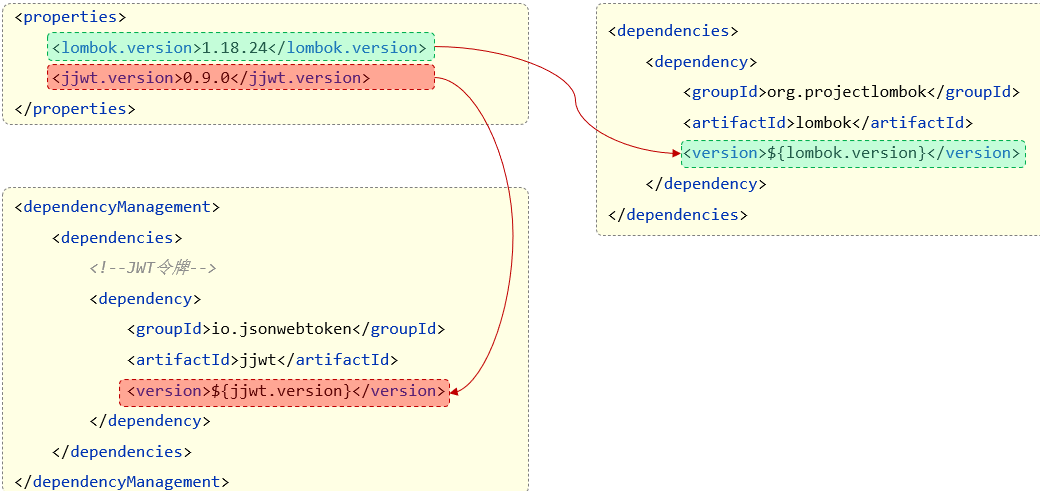 <properties>
<lombok.version>1.18.24</lombok.version>
<jjwt.version>0.9.0</jjwt.version>
</properties>
<dependencyManagement>
<dependencies>
<!--JWT令牌-->
<dependency>
<groupId>io.jsonwebtoken</groupId>
<artifactId>jjwt</artifactId>
<version>${jjwt.version}</version>
</dependency>
</dependencies>
</dependencyManagement>
<dependencies>
<dependency>
<groupId>org.projectlombok</groupId>
<artifactId>lombok</artifactId>
<version>${lombok.version}</version>
</dependency>
</dependencies>